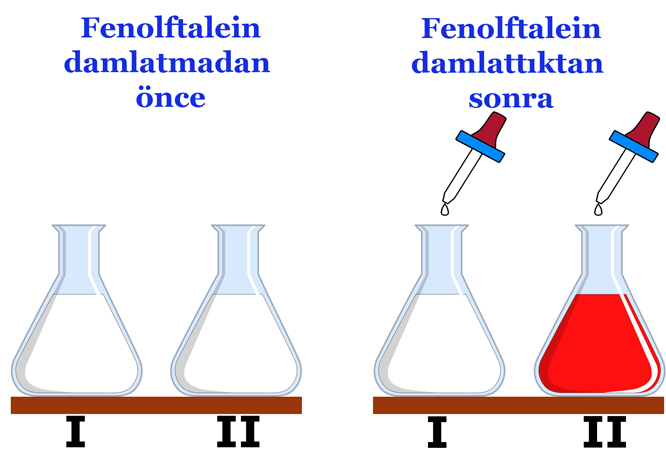 Fenolftalein
damlatmadan
önce
Fenolftalein
damlattıktan
sonra
I II
I II